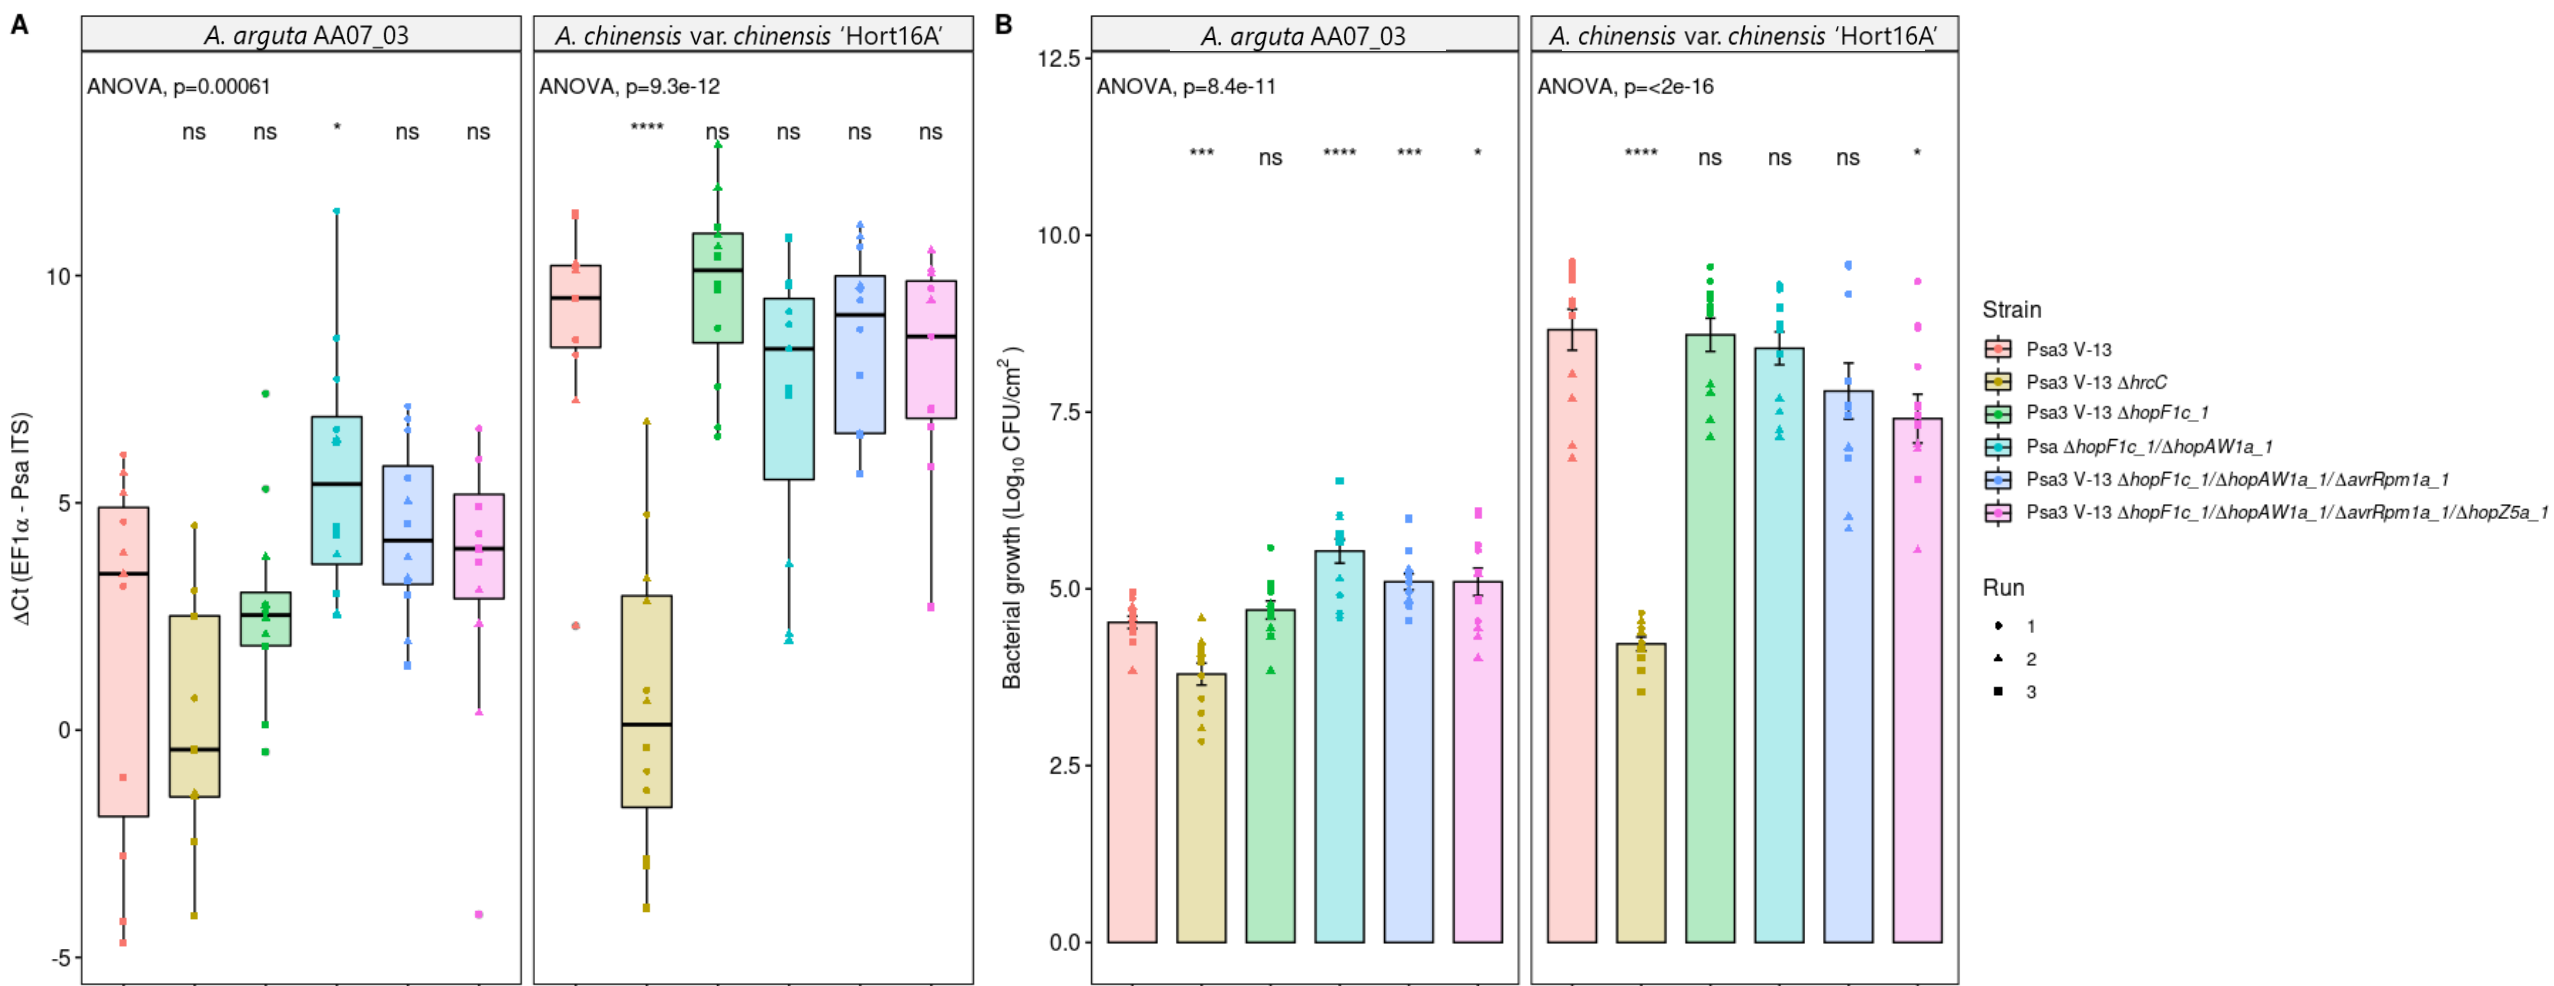 A
A. arguta AA07_03
A. chinensis var. chinensis ‘Hort16A’
ANOVA, p=0.00061
ANOVA, p=9.3e-12
ns ns * ns ns
**** ns ns ns ns
10
5
0
-5
ΔCt (EF1α - Psa ITS)
B
A. arguta AA07_03
A. chinensis var. chinensis ‘Hort16A’
ANOVA, p=8.4e-11
ANOVA, p=<2e-16
*** ns **** *** *
**** ns ns ns *
12.5
10.0
7.5
5.0
2.5
0.0
Bacterial growth (Log10 CFU/cm2 )
Strain
Psa3 V-13
Psa3 V-13 ΔhrcC
Psa3 V-13 ΔhopF1c_1
Psa ΔhopF1c_1/ΔhopAW1a_1
Psa3 V-13 ΔhopF1c_1/ΔhopAW1a_1/ΔavrRpm1a_1
Psa3 V-13 ΔhopF1c_1/ΔhopAW1a_1/ΔavrRpm1a_1/ΔhopZ5a_1
Run
1
2
3